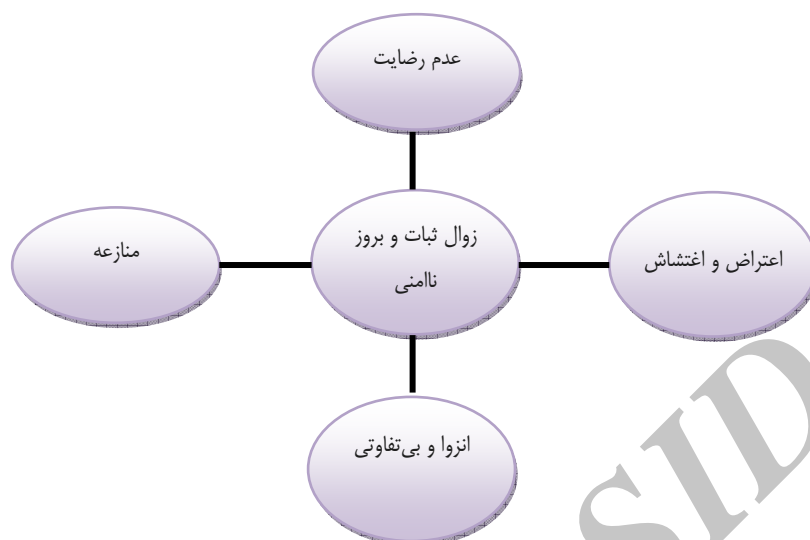 عدم رضایت
منازعه
زوال ثبات و بروز
ناامنی
اعتراض و اغتشاش
انزوا و بی‌تفاوتی
SID